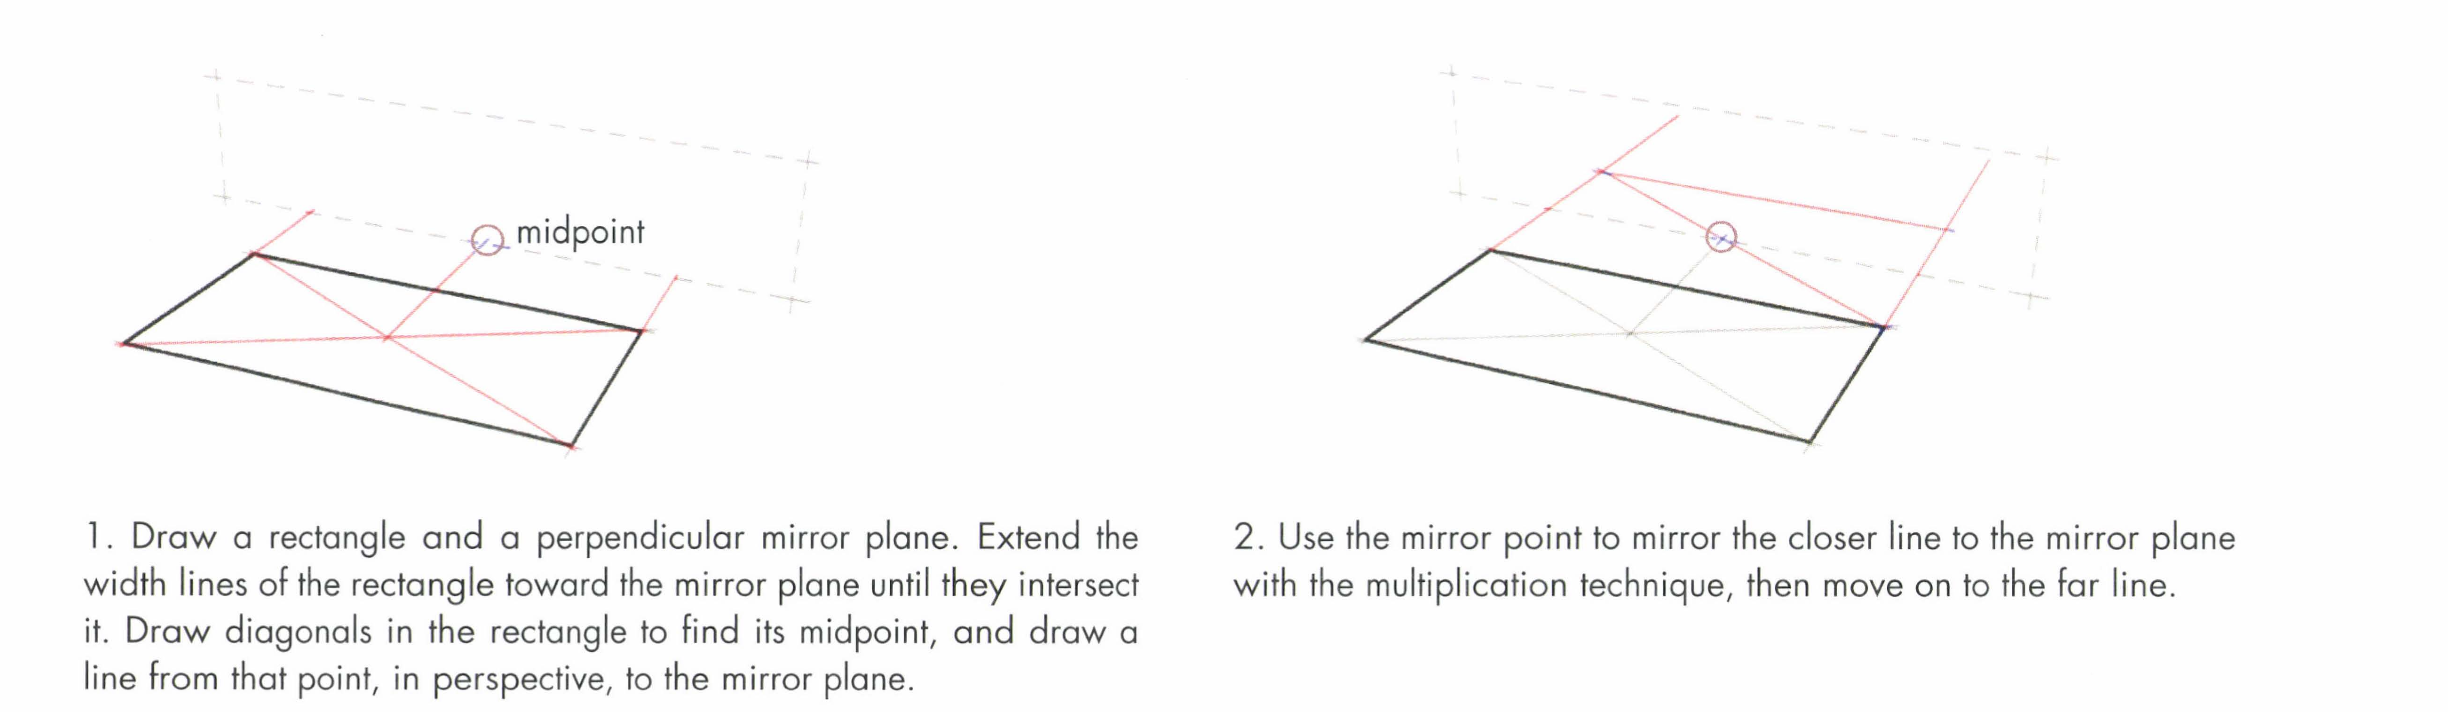 midpoint
1. Draw a rectangle and a perpendicular mirror plane. Extend the
width lines of the rectangle toward the mirror plane until they intersect
it. Draw diagonals in the rectangle to find its midpoint, and draw a
line from that point, in perspective, to the mirror plane.
2. Use the mirror point to mirror the closer line to the mirror plane
with the multiplication technique, then move on to the far line.